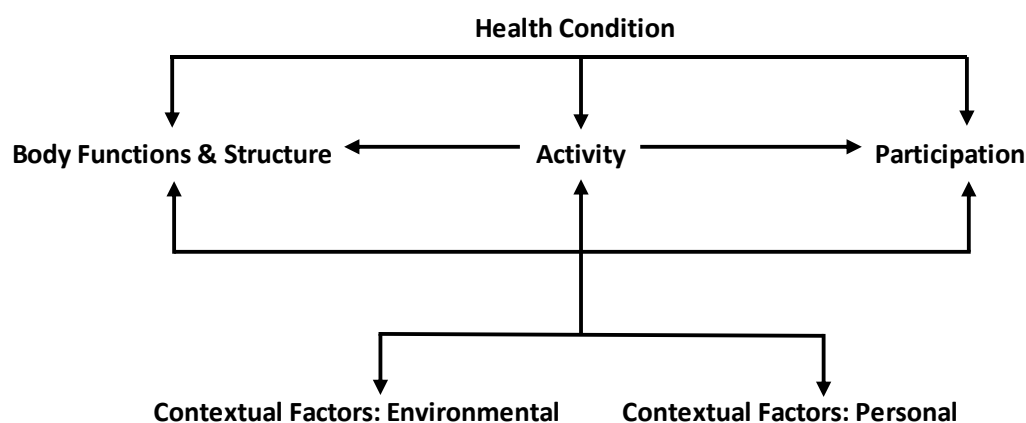 Health Condition
Body Functions & Structure
Activity
Participation
Contextual Factors: Environmental
Contextual Factors: Personal